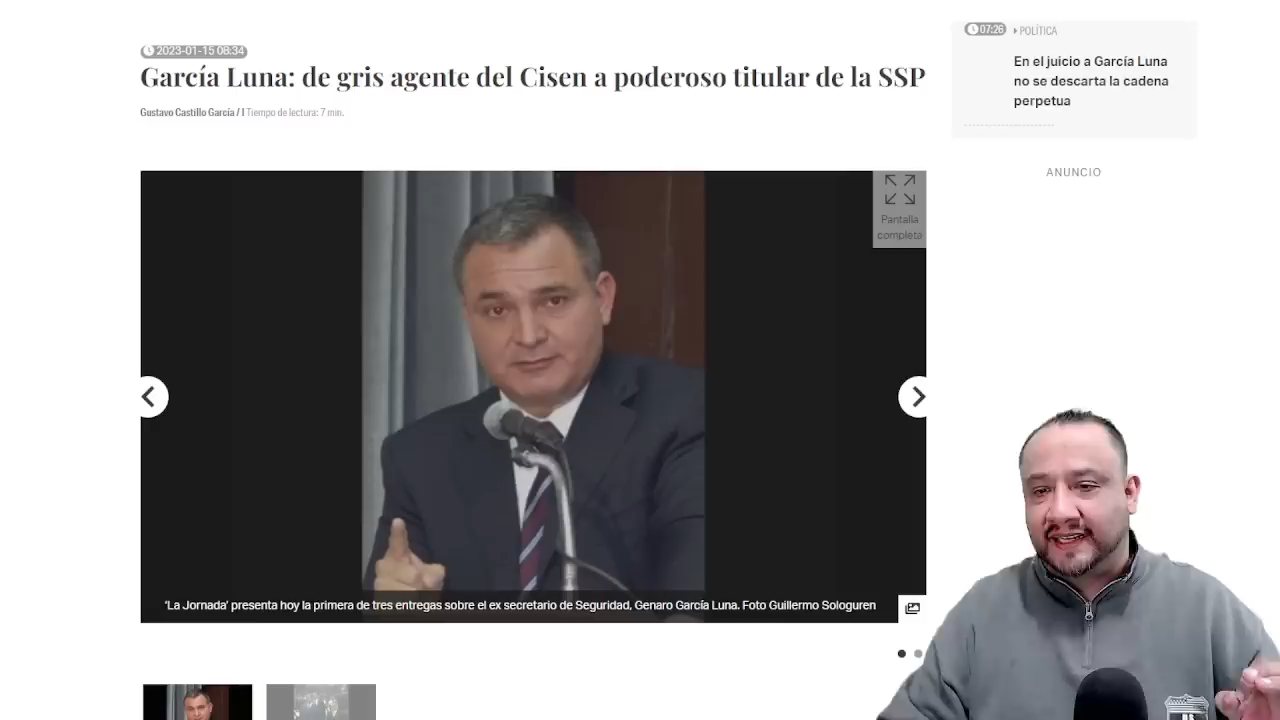 2023-01-15 08:34
García Luna: de gris agente del Cisen a poderoso titular de la SSP
Gustavo Castillo García / I Tiempo de lectura: 7 min.
07:26 POLÍTICA
En el juicio a García Luna
no se descarta la cadena
perpetua
ANUNCIO
Pantalla
completa
'La Jornada' presenta hoy la primera de tres entregas sobre el ex secretario de Seguridad, Genaro García Luna. Foto Guillermo Sologuren